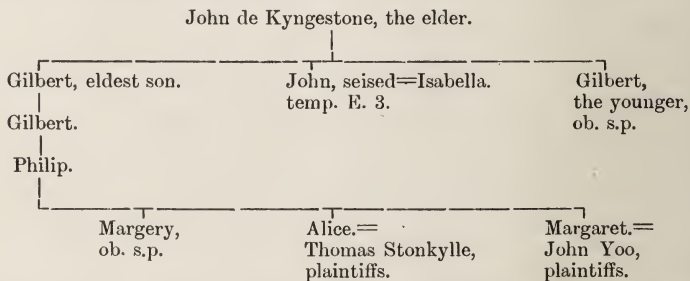 John de Kyngestone, the elder.
Gilbert, eldest son. John, seised=Isabella. Gilbert,
temp. E. 3. the younger,
Gilbert. ob. s.p.
Philip.
Margery, Alice.= Margaret.=
ob. s.p. Thomas Stonkylle, John Yoo,
plaintiffs. plaintiffs.